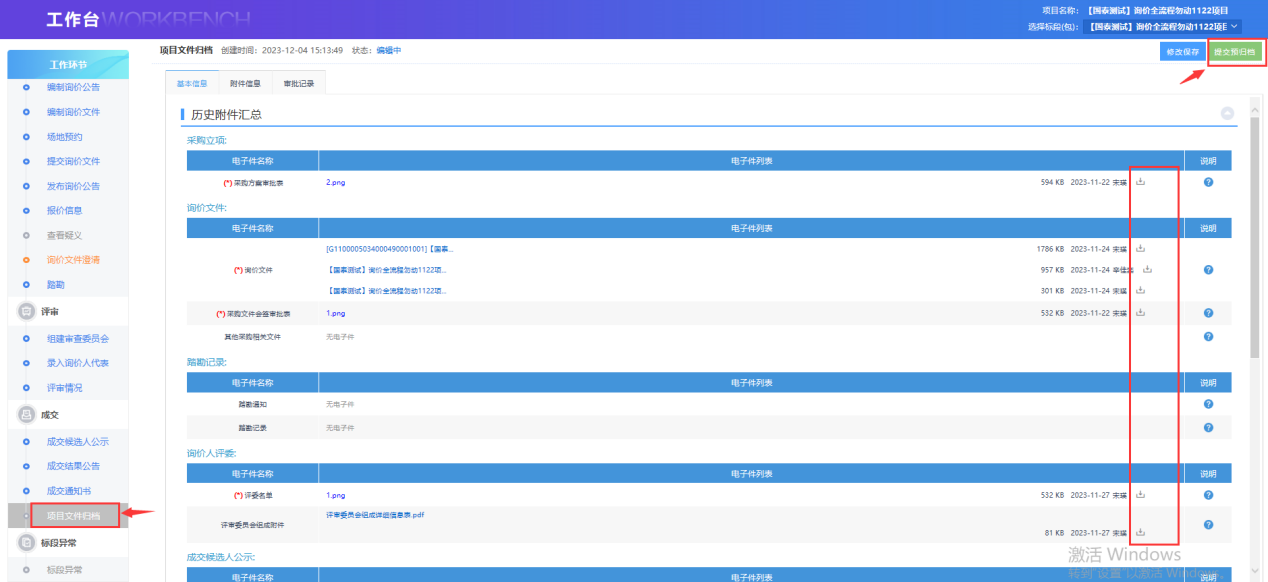 工作台WORKBENCH
项目名称： 【国泰测试】询价全流程勿动1122项目
选择标段(包): 【国泰测试】询价全流程勿动1122项目
工作环节
编制询价公告
编制询价文件
场地预约
提交询价文件
发布询价公告
报价信息
查看疑义
询价文件澄清
踏勘
评审
组建审查委员会
录入询价人代表
评审情况
成交
成交候选人公示
成交结果公告
成交通知书
项目文件归档
标段异常
标段异常
项目文件归档 创建时间：2023-12-04 15:13:49 状态：编辑中
修改保存 提交预归档
基本信息 附件信息 审批记录
历史附件汇总
采购立项:
电子件名称 电子件列表 说明
(*) 采购方案审批表 2.png 594 KB 2023-11-22 宋瑞
询价文件:
电子件名称 电子件列表 说明
[G1100005034000490001001]【国泰... 1786 KB 2023-11-24 宋瑞
(*) 询价文件 【国泰测试】询价全流程勿动1122项... 957 KB 2023-11-24
【国泰测试】询价全流程勿动1122项... 301 KB 2023-11-24 宋瑞
(*) 采购文件会签审批表 1.png 532 KB 2023-11-22 宋瑞
其他采购相关文件 无电子件
踏勘记录:
电子件名称 电子件列表 说明
踏勘通知 无电子件
踏勘记录 无电子件
询价人评委:
电子件名称 电子件列表 说明
(*) 评委名单 1.png 532 KB 2023-11-27 宋瑞
评审委员会组成附件 评审委员会组成详细信息表.pdf
81 KB 2023-11-27 宋瑞
成交候选人公示:
电子件名称 电子件列表 说明
激活 Windows
转到"设置"以激活 Windows。